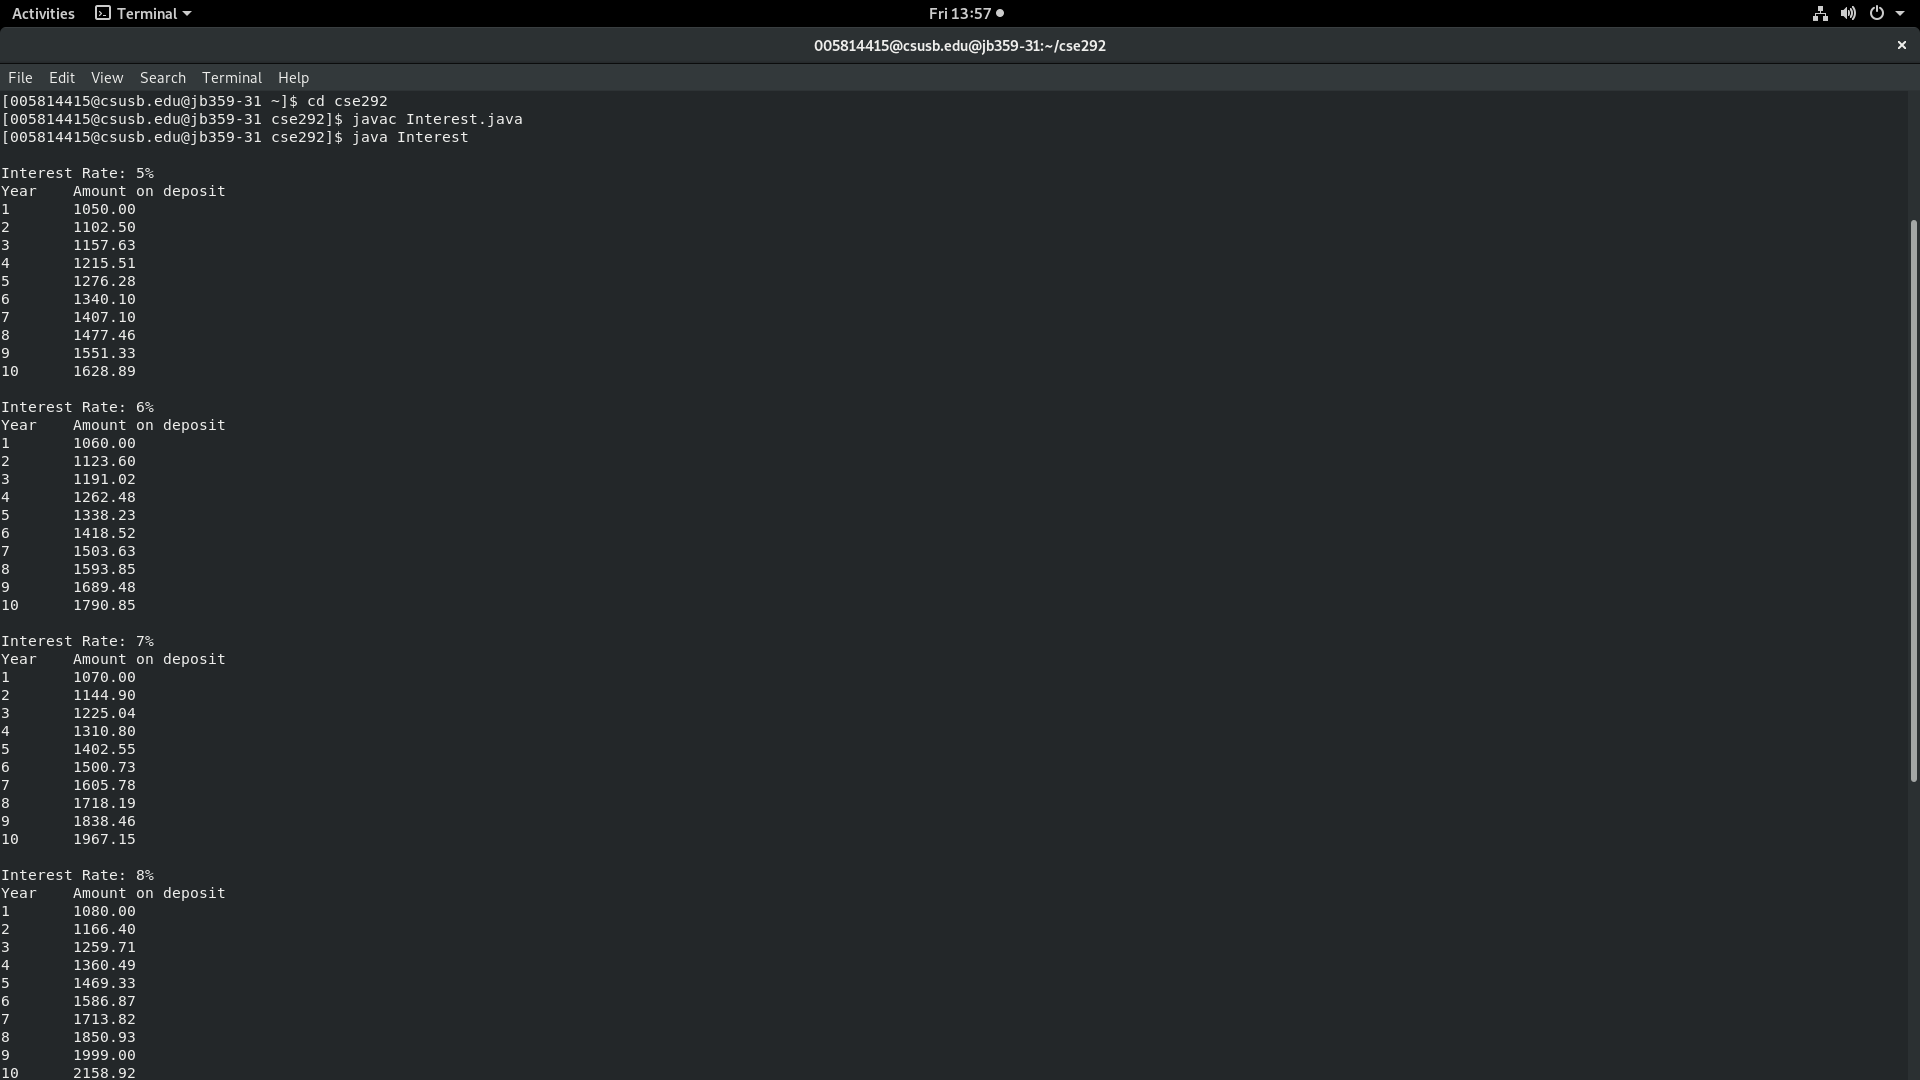 Activities Terminal Fri 13:57
005814415@csusb.edu@jb359-31:~/cse292
File Edit View Search Terminal Help
[005814415@csusb.edu@jb359-31 ~]$ cd cse292
[005814415@csusb.edu@jb359-31 cse292]$ javac Interest.java
[005814415@csusb.edu@jb359-31 cse292]$ java Interest
Interest Rate: 5%
Year    Amount on deposit
1       1050.00
2       1102.50
3       1157.63
4       1215.51
5       1276.28
6       1340.10
7       1407.10
8       1477.46
9       1551.33
10      1628.89
Interest Rate: 6%
Year    Amount on deposit
1       1060.00
2       1123.60
3       1191.02
4       1262.48
5       1338.23
6       1418.52
7       1503.63
8       1593.85
9       1689.48
10      1790.85
Interest Rate: 7%
Year    Amount on deposit
1       1070.00
2       1144.90
3       1225.04
4       1310.80
5       1402.55
6       1500.73
7       1605.78
8       1718.19
9       1838.46
10      1967.15
Interest Rate: 8%
Year    Amount on deposit
1       1080.00
2       1166.40
3       1259.71
4       1360.49
5       1469.33
6       1586.87
7       1713.82
8       1850.93
9       1999.00
10      2158.92